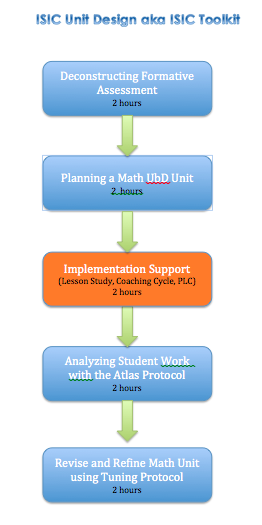 ISIC Unit Design aka ISIC Toolkit
Deconstructing Formative
Assessment
2 hours
Planning a Math UbD Unit
2 hours
Implementation Support
(Lesson Study, Coaching Cycle, PLC)
2 hours
Analyzing Student Work
with the Atlas Protocol
2 hours
Revise and Refine Math Unit
using Tuning Protocol
2 hours